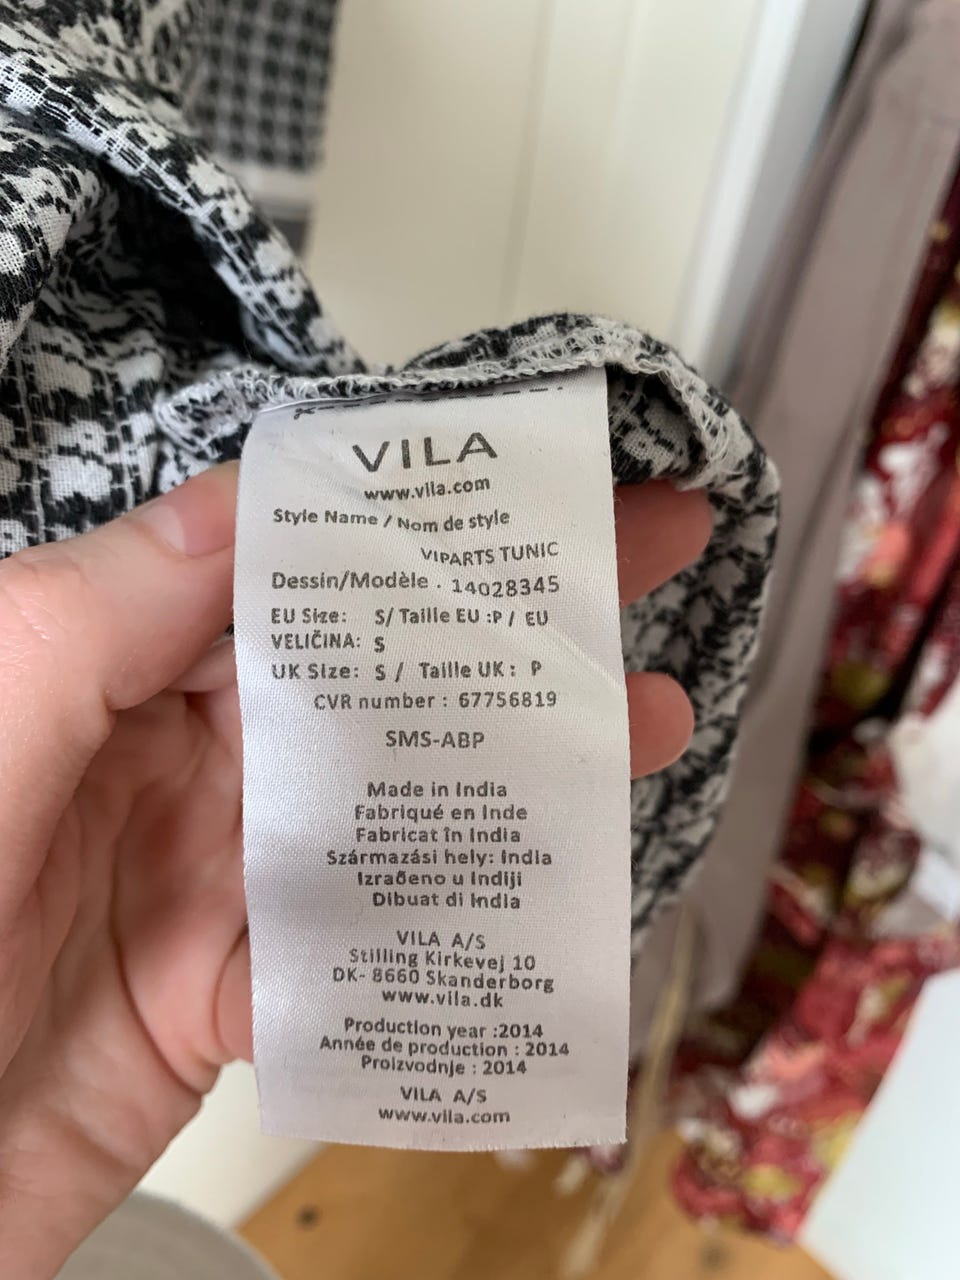 VILA
www.vila.com
Style Name / Nom de style
VIPARTS TUNIC
Dessin/Modèle . 14028345
EU Size: S/ Taille EU :P / EU
VELIČINA: S
UK Size: S / Taille UK : P
CVR number : 67756819
SMS-ABP
Made in India
Fabriqué en Inde
Fabricat în India
Származási hely: India
Izrađeno u Indiji
Dibuat di India
VILA A/S
Stilling Kirkevej 10
DK- 8660 Skanderborg
www.vila.dk
Production year :2014
Année de production : 2014
Proizvodnje : 2014
VILA A/S
www.vila.com